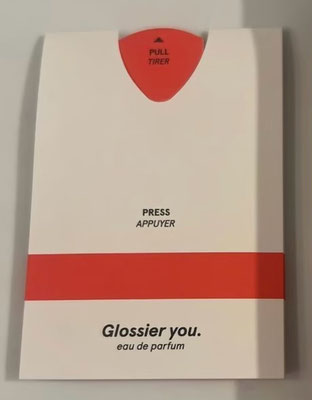 PULL
TIRER
PRESS
APPUYER
Glossier you.
eau de parfum